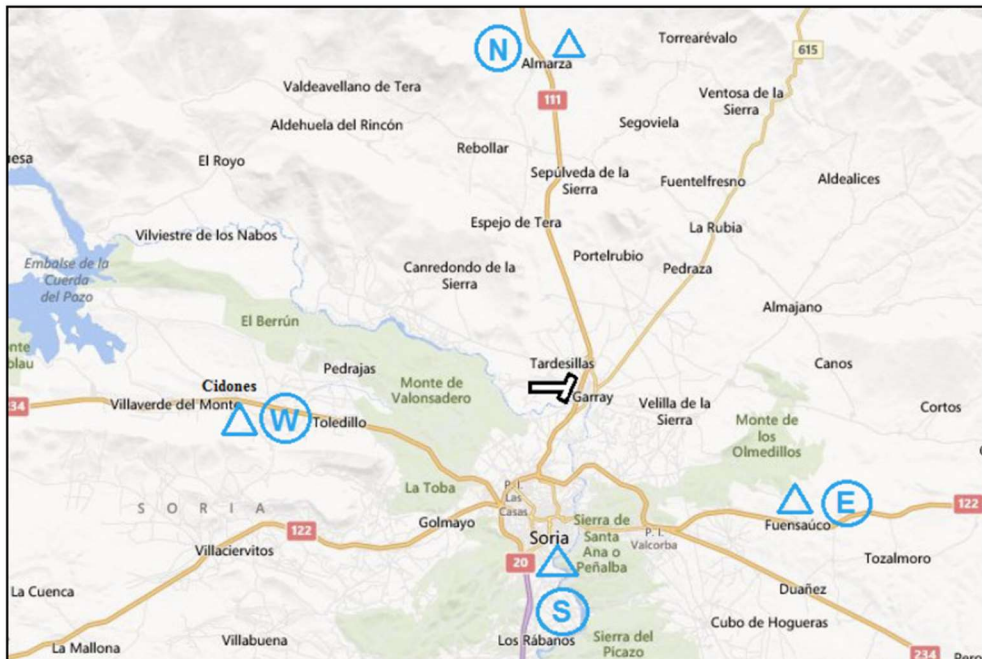 N
Almarza
Torrearévalo
615
111
Valdeavellano de Tera
Ventosa de la
Sierra
Aldehuela del Rincón
Segoviela
Rebollar
El Royo
Sepúlveda de la
Sierra
Fuentelfresno
Aldealices
Espejo de Tera
La Rubia
Vilviestre de los Nabos
Portelrubio
Canredondo de la
Sierra
Pedraza
Embalse de la
Cuerda
del Pozo
Almajano
El Berrún
Tardesillas
Pedrajas
Monte de
Valonsadero
Garray
Canos
Cidones
Villaverde del Monte
W
Toledillo
234
Velilla de la
Sierra
Cortos
Monte de
los
Olmedillos
La Toba
P. I.
Las
Casas
E
122
SORIA
Golmayo
Fuensaúco
122
Villaciervitos
Soria
Sierra de
Santa
Ana o
Peñalba
P. I.
Valcorba
Tozalmoro
20
La Cuenca
Duañez
S
Cubo de Hogueras
La Mallona
Villabuena
Los Rábanos
Sierra del
Picazo
234